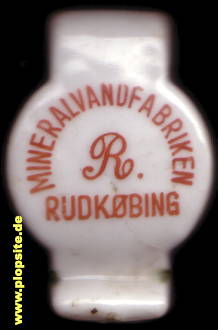 MINERALVANDFABRIKEN
R.
RUDKØBING
www.plopsite.de